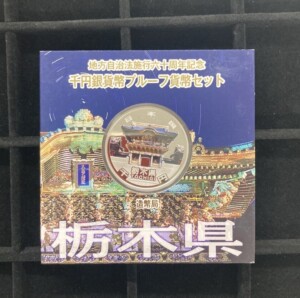 地方自治法施行六十周年記念
千円銀貨幣プルーフ貨幣セット
造幣局
栃木県